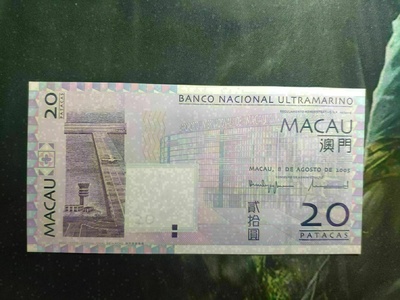 20
PATACAS
MACAU
BANCO NACIONAL ULTRAMARINO
MACAU
澳門
MACAU, 8 DE AGOSTO DE 2005
貳拾圓
20
PATACAS